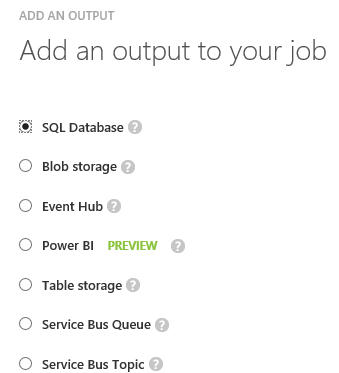 ADD AN OUTPUT
Add an output to your job
SQL Database ?
Blob storage ?
Event Hub ?
Power BI PREVIEW ?
Table storage ?
Service Bus Queue ?
Service Bus Topic ?